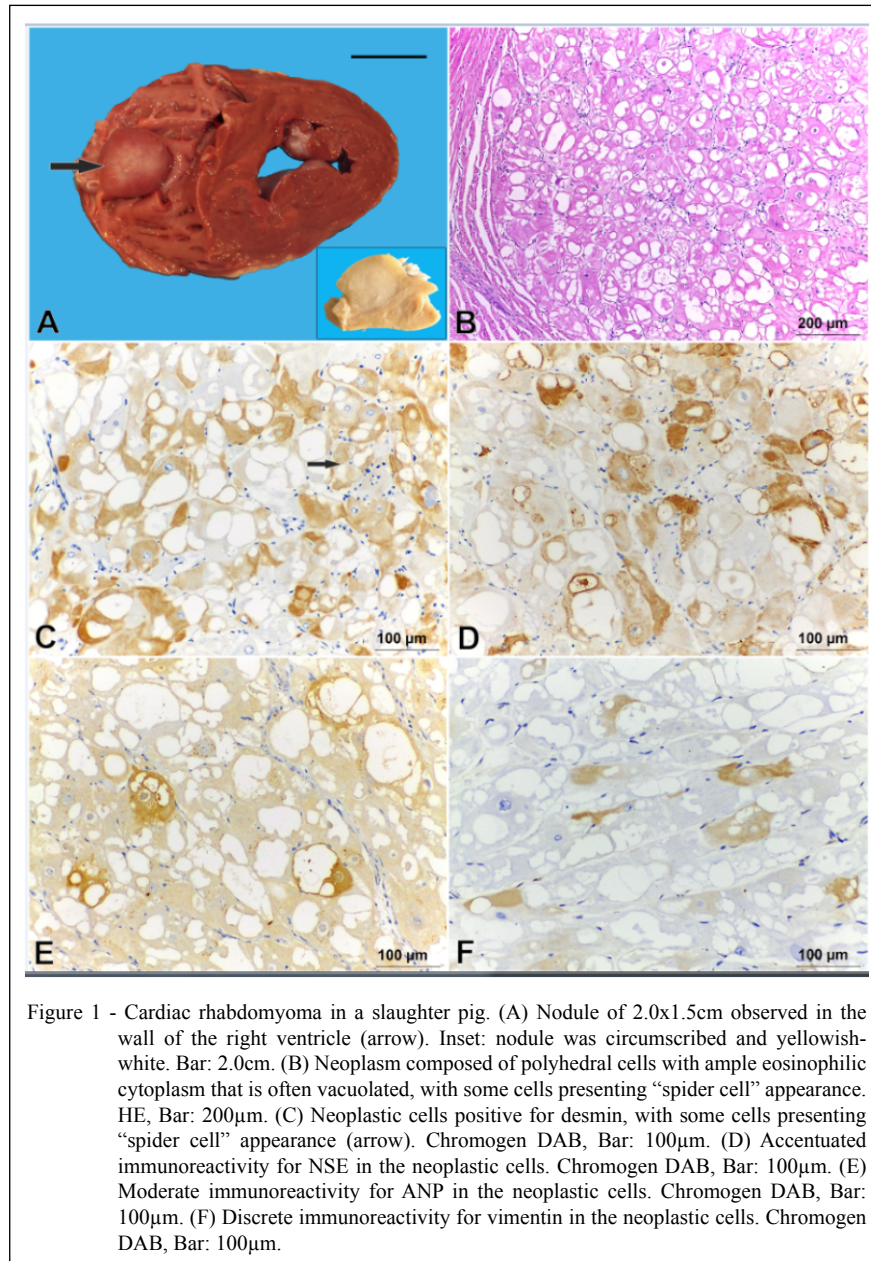 A
B
200 µm
C
100 µm
D
100 µm
E
100 µm
F
100 µm
Figure 1 - Cardiac rhabdomyoma in a slaughter pig. (A) Nodule of 2.0x1.5cm observed in the
wall of the right ventricle (arrow). Inset: nodule was circumscribed and yellowish-
white. Bar: 2.0cm. (B) Neoplasm composed of polyhedral cells with ample eosinophilic
cytoplasm that is often vacuolated, with some cells presenting “spider cell” appearance.
HE, Bar: 200µm. (C) Neoplastic cells positive for desmin, with some cells presenting
“spider cell” appearance (arrow). Chromogen DAB, Bar: 100µm. (D) Accentuated
immunoreactivity for NSE in the neoplastic cells. Chromogen DAB, Bar: 100µm. (E)
Moderate immunoreactivity for ANP in the neoplastic cells. Chromogen DAB, Bar:
100µm. (F) Discrete immunoreactivity for vimentin in the neoplastic cells. Chromogen
DAB, Bar: 100µm.